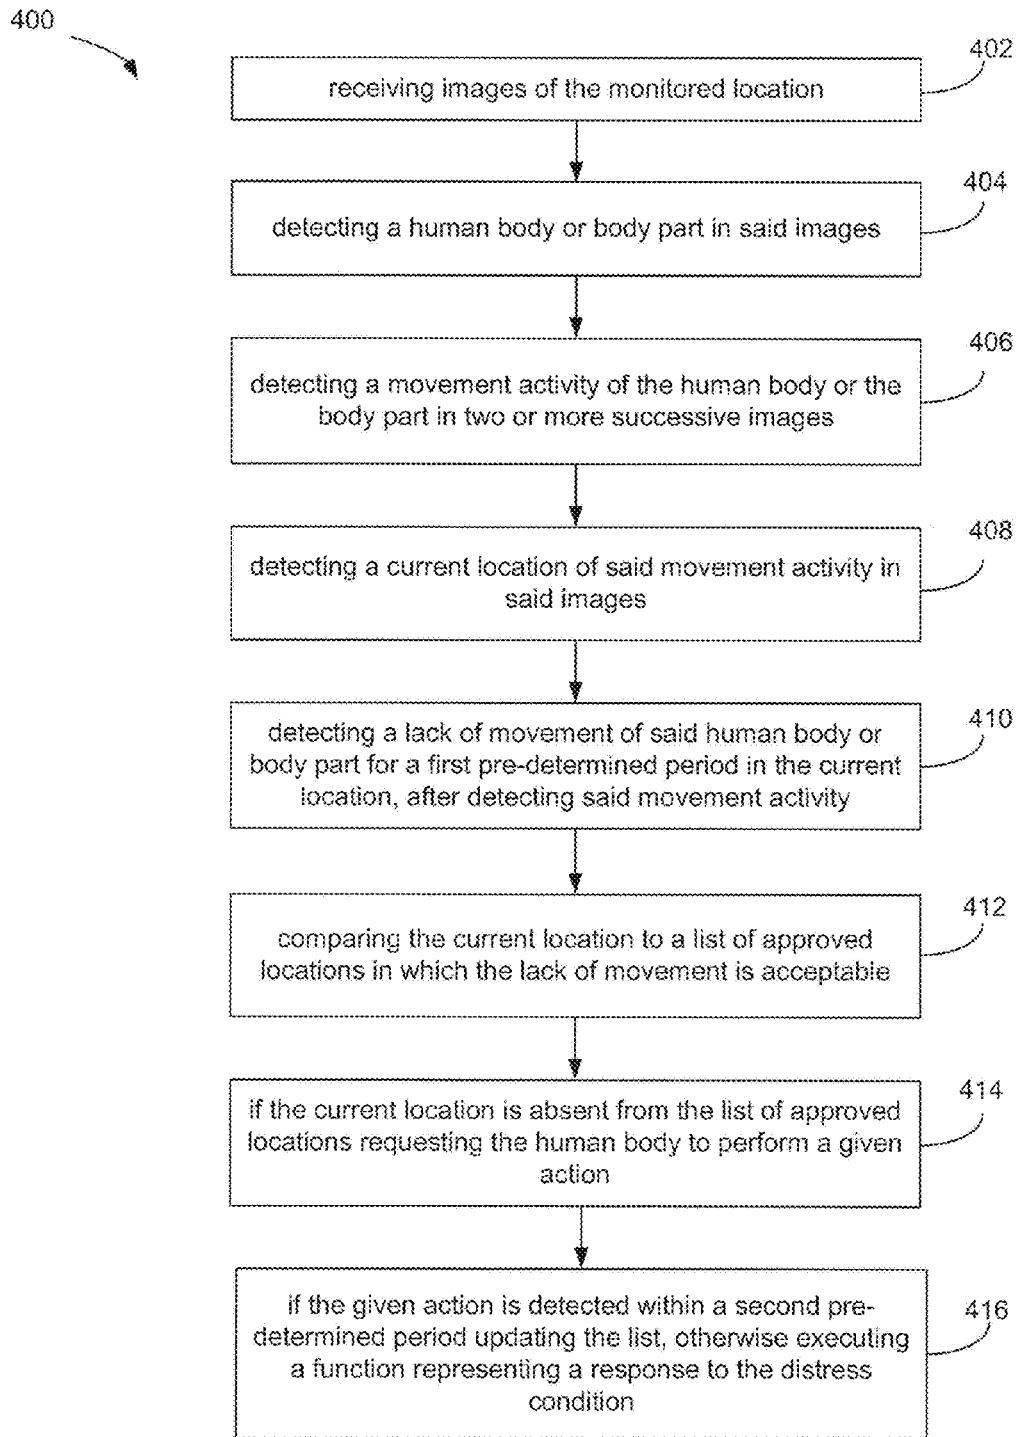 400
402
receiving images of the monitored location
404
detecting a human body or body part in said images
406
detecting a movement activity of the human body or the
body part in two or more successive images
408
detecting a current location of said movement activity in
said images
410
detecting a lack of movement of said human body or
body part for a first pre-determined period in the current
location, after detecting said movement activity
412
comparing the current location to a list of approved
locations in which the lack of movement is acceptable
414
if the current location is absent from the list of approved
locations requesting the human body to perform a given
action
416
if the given action is detected within a second pre-
determined period updating the list, otherwise executing
a function representing a response to the distress
condition